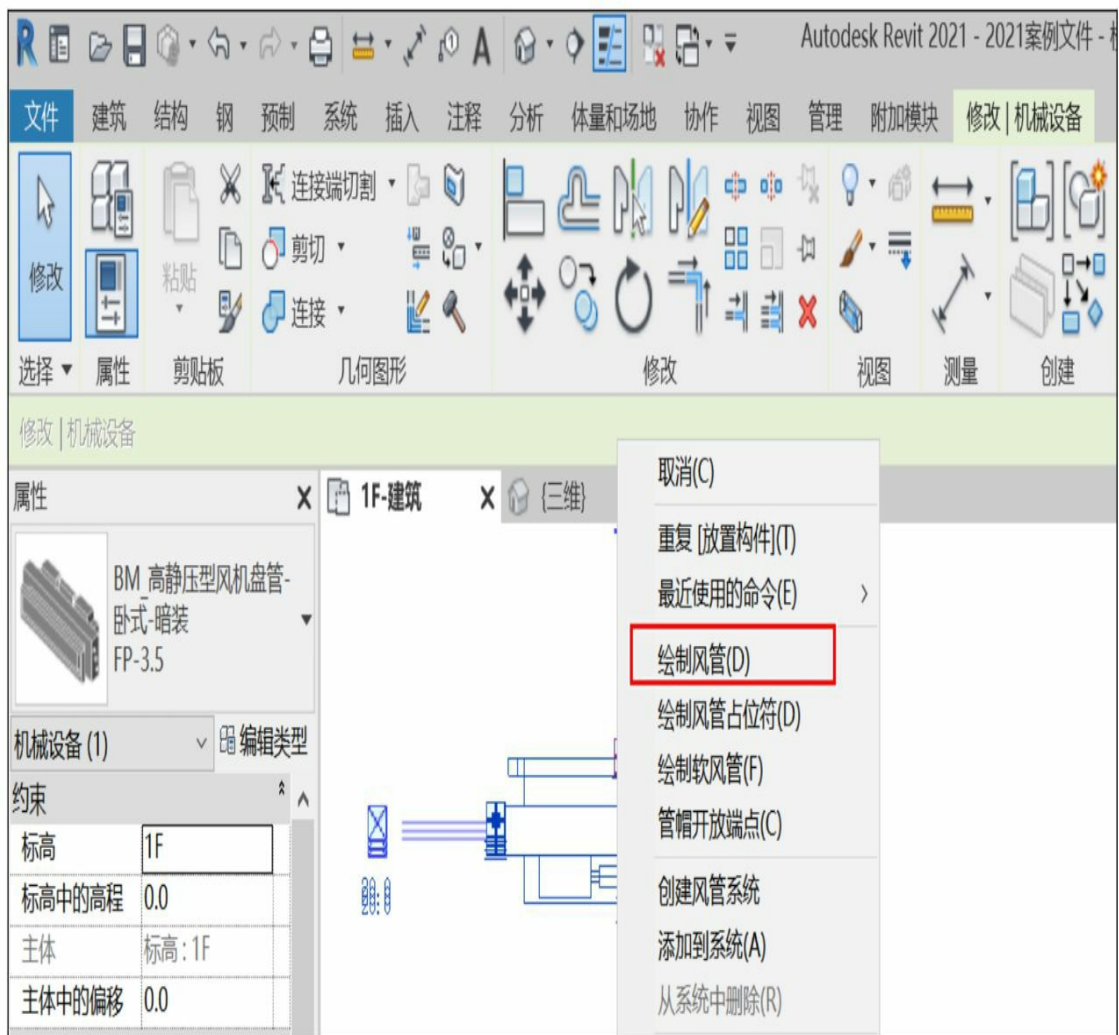 Autodesk Revit 2021 - 2021案例文件 -
文件 建筑 结构 钢 预制 系统 插入 注释 分析 体量和场地 协作 视图 管理 附加模块 修改 | 机械设备
连接端切割
剪切
修改
粘贴
连接
选择 属性 剪贴板 几何图形 修改 视图 测量 创建
修改 | 机械设备
属性
1F-建筑
{三维}
BM_高静压型风机盘管-
卧式-暗装
FP-3.5
机械设备 (1)
编辑类型
约束
标高 1F
标高中的高程 0.0
主体 标高 : 1F
主体中的偏移 0.0
取消(C)
重复 [放置构件](T)
最近使用的命令(E)
绘制风管(D)
绘制风管占位符(D)
绘制软风管(F)
管帽开放端点(C)
创建风管系统
添加到系统(A)
从系统中删除(R)